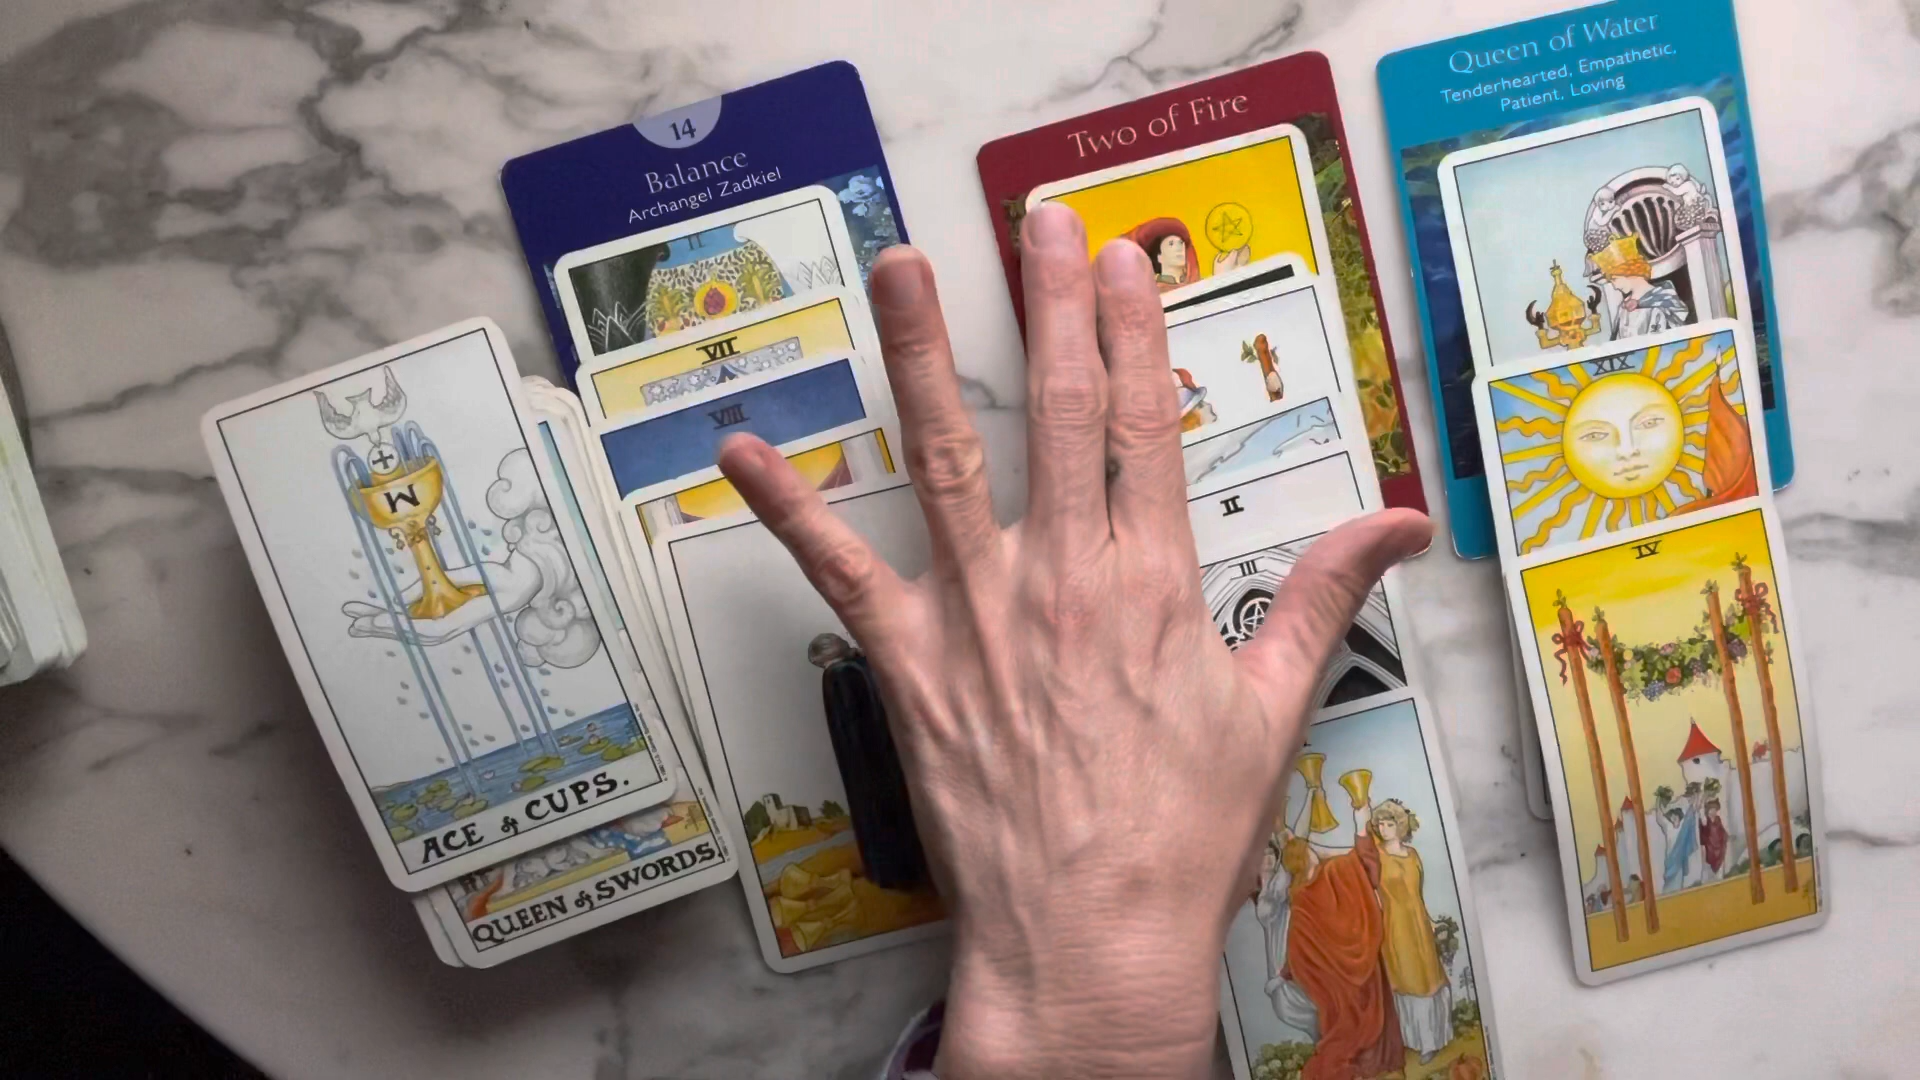 14
Balance
Archangel Zadkiel
II
VII
VIII
ACE of CUPS.
QUEEN of SWORDS.
Two of Fire
II
III
Queen of Water
Tenderhearted, Empathetic,
Patient, Loving
XIX
IV